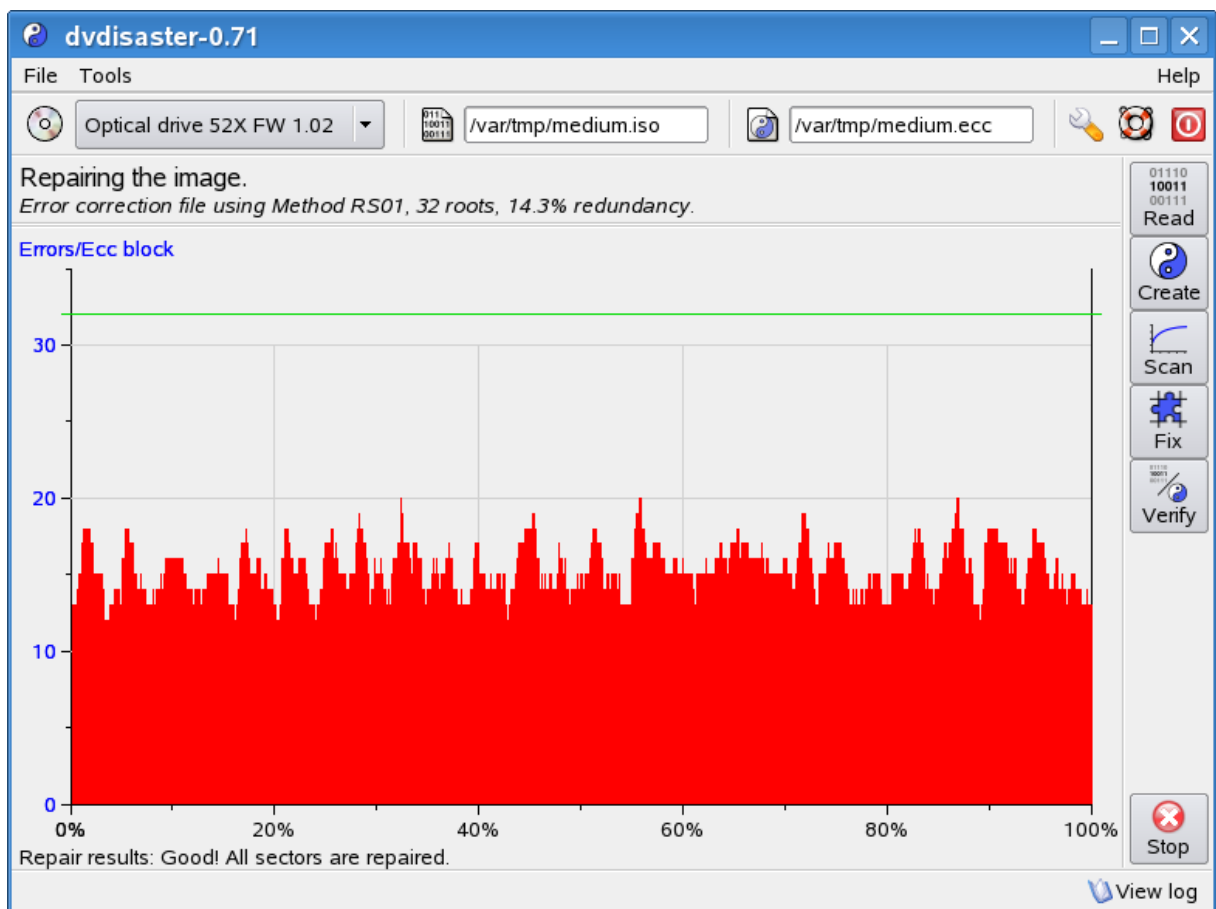 dvdisaster-0.71
File Tools Help
Optical drive 52X FW 1.02 /var/tmp/medium.iso /var/tmp/medium.ecc
Repairing the image.
Error correction file using Method RS01, 32 roots, 14.3% redundancy.
01110
10011
00111
Read
Errors/Ecc block
Create
30
Scan
Fix
20
Verify
10
0
0% 20% 40% 60% 80% 100%
Stop
Repair results: Good! All sectors are repaired.
View log